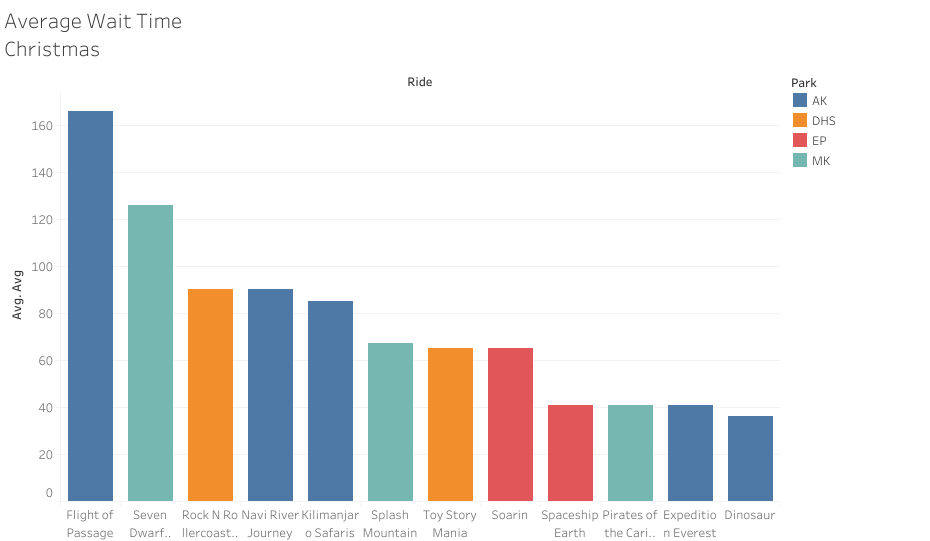 Average Wait Time
Christmas
Ride
Park
AK
DHS
EP
MK
Avg. Avg
160
140
120
100
80
60
40
20
0
Flight of
Passage
Seven
Dwarf..
Rock N Ro
llercoast..
Navi River
Journey
Kilimanjar
o Safaris
Splash
Mountain
Toy Story
Mania
Soarin
Spaceship
Earth
Pirates of
the Cari..
Expeditio
n Everest
Dinosaur